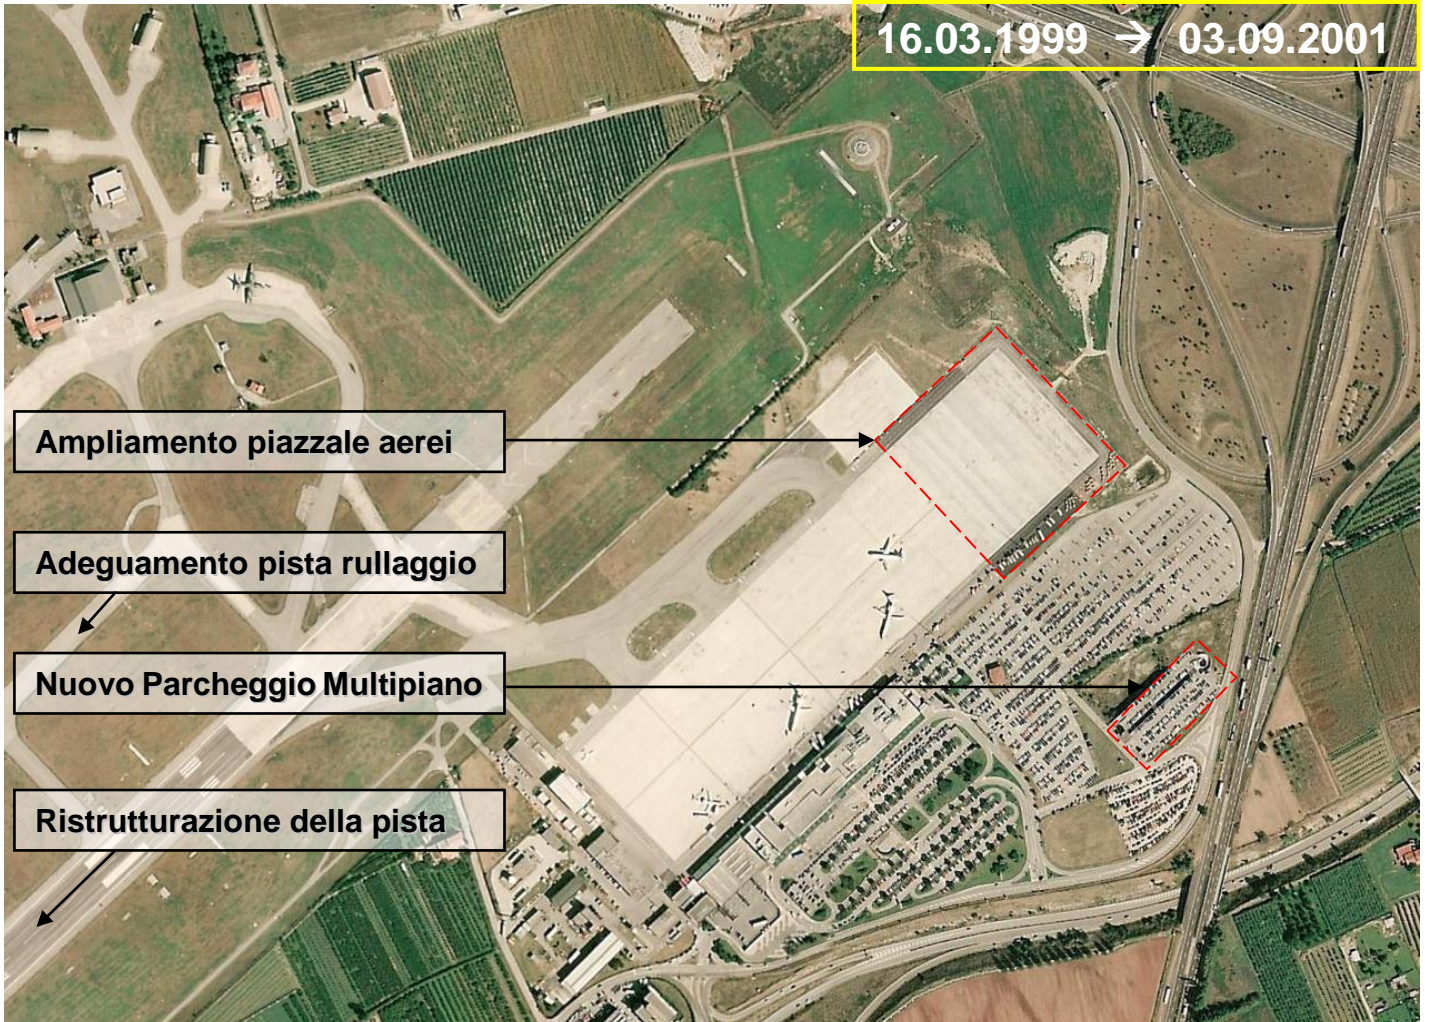 16.03.1999 → 03.09.2001
Ampliamento piazzale aerei
Adeguamento pista rullaggio
Nuovo Parcheggio Multipiano
Ristrutturazione della pista